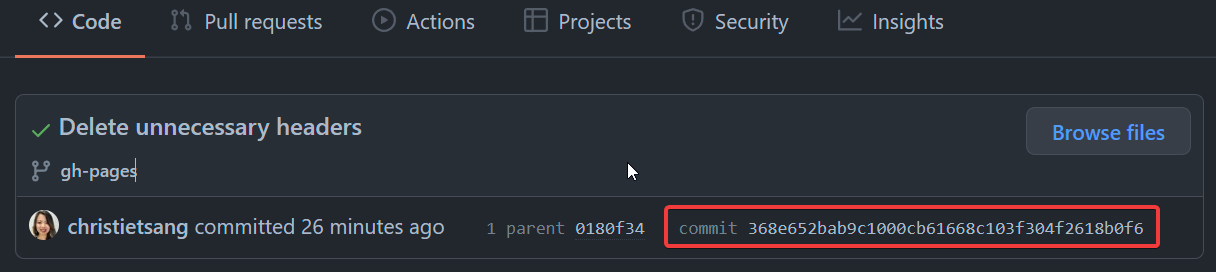 Code Pull requests Actions Projects Security Insights
Delete unnecessary headers
Browse files
gh-pages
christietsang committed 26 minutes ago 1 parent 0180f34 commit 368e652bab9c1000cb61668c103f304f2618b0f6